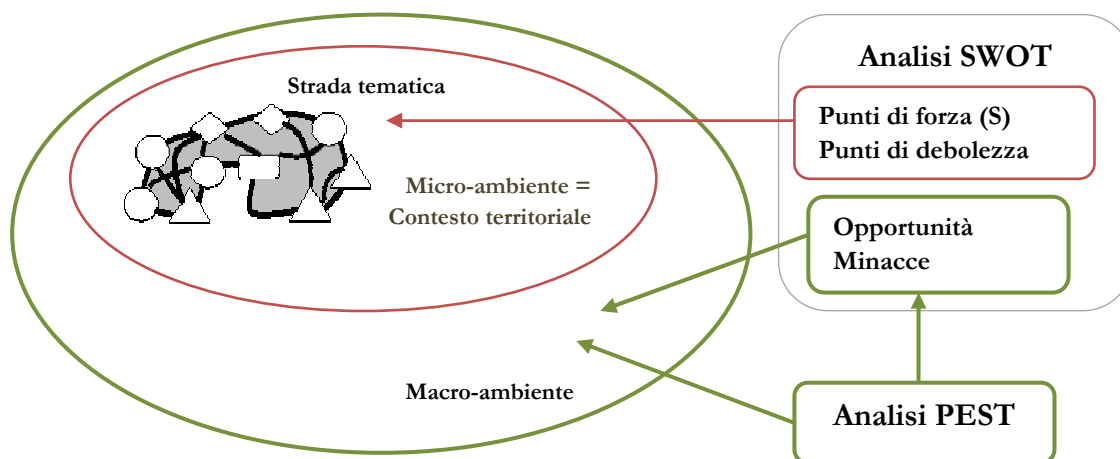 Analisi SWOT
Strada tematica
Punti di forza (S)
Punti di debolezza
Micro-ambiente =
Contesto territoriale
Opportunità
Minacce
Macro-ambiente
Analisi PEST